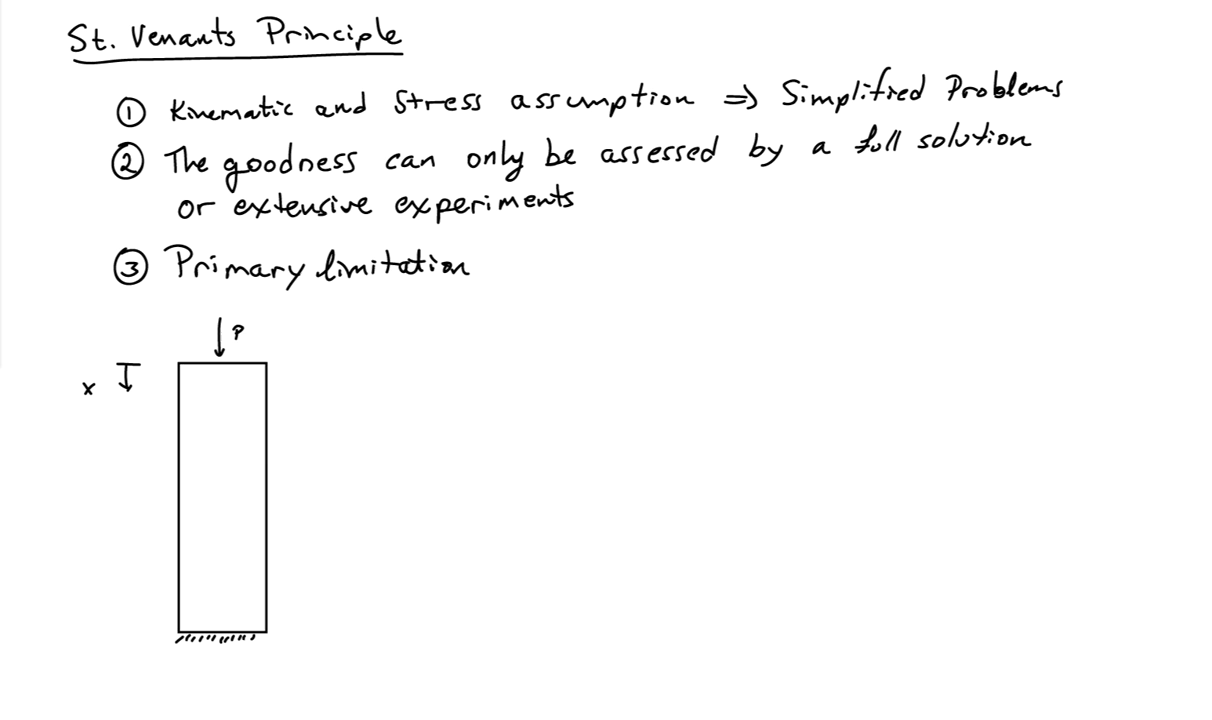 St. Venants Principle
① Kinematic and Stress assumption ⇒ Simplified Problems
② The goodness can only be assessed by a full solution
or extensive experiments
③ Primary limitation
P
x